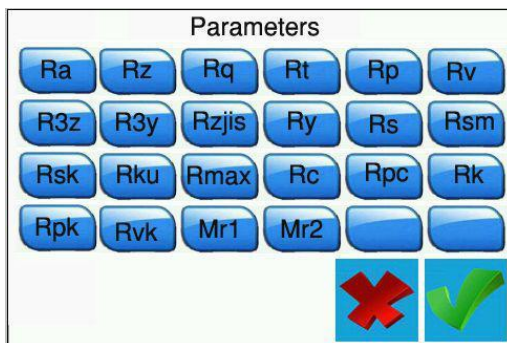 Parameters
Ra Rz Rq Rt Rp Rv
R3z R3y Rzjis Ry Rs Rsm
Rsk Rku Rmax Rc Rpc Rk
Rpk Rvk Mr1 Mr2